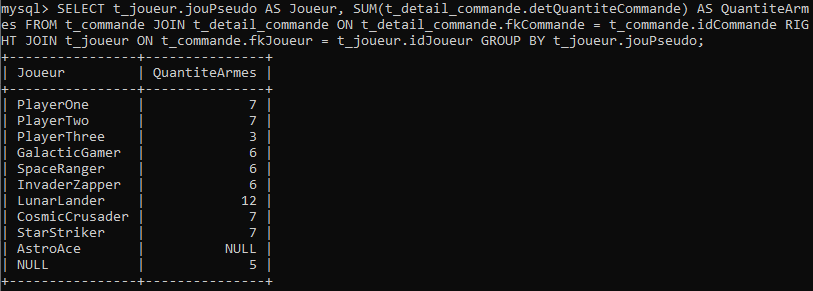 mysql> SELECT t_joueur.jouPseudo AS Joueur, SUM(t_detail_commande.detQuantiteCommande) AS QuantiteArm
es FROM t_commande JOIN t_detail_commande ON t_detail_commande.fkCommande = t_commande.idCommande RIG
HT JOIN t_joueur ON t_commande.fkJoueur = t_joueur.idJoueur GROUP BY t_joueur.jouPseudo;
+----------------+---------------+
| Joueur         | QuantiteArmes |
+----------------+---------------+
| PlayerOne      |             7 |
| PlayerTwo      |             7 |
| PlayerThree    |             3 |
| GalacticGamer  |             6 |
| SpaceRanger    |             6 |
| InvaderZapper  |             6 |
| LunarLander    |            12 |
| CosmicCrusader |             7 |
| StarStriker    |             7 |
| AstroAce       |          NULL |
| NULL           |             5 |
+----------------+---------------+